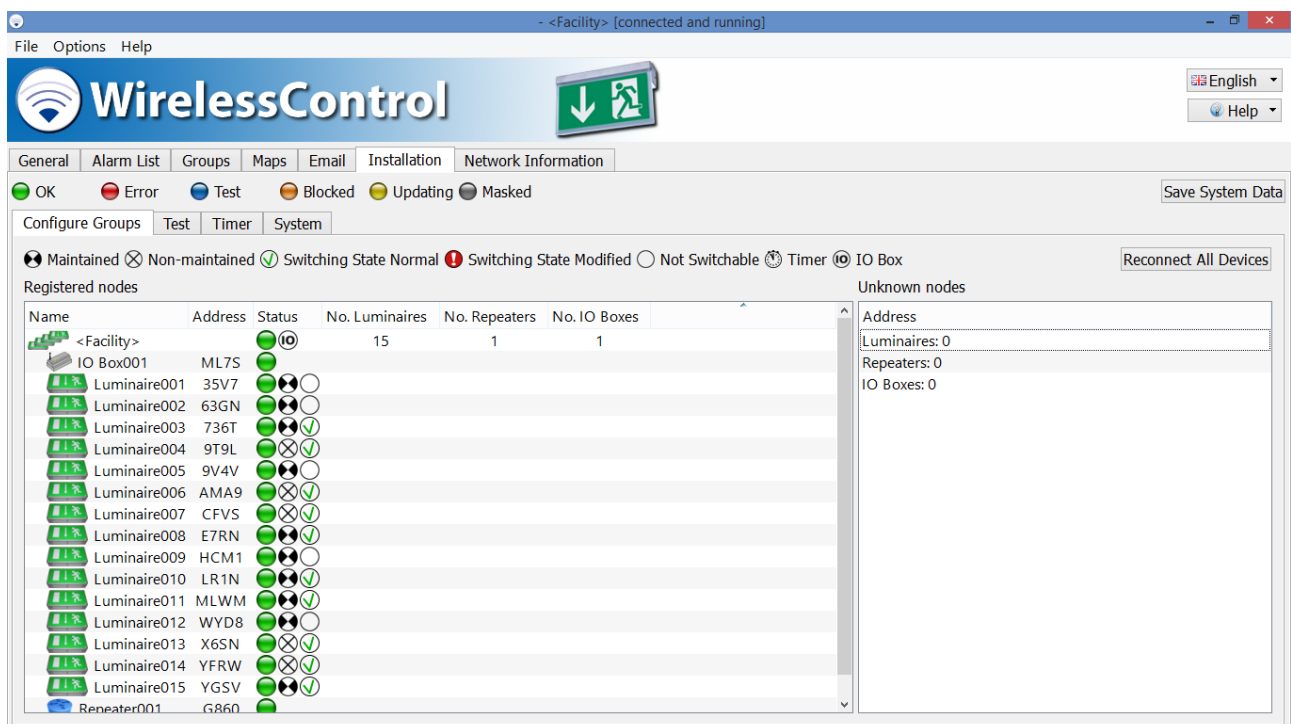 - <Facility> [connected and running]
File Options Help
WirelessControl
English
Help
General Alarm List Groups Maps Email Installation Network Information
OK Error Test Blocked Updating Masked Save System Data
Configure Groups Test Timer System
Maintained Non-maintained Switching State Normal Switching State Modified Not Switchable Timer IO IO Box Reconnect All Devices
Registered nodes Unknown nodes
Name Address Status No. Luminaires No. Repeaters No. IO Boxes Address
<Facility> IO 15 1 1 Luminaires: 0
IO Box001 ML7S Repeaters: 0
Luminaire001 35V7 IO Boxes: 0
Luminaire002 63GN
Luminaire003 736T
Luminaire004 9T9L
Luminaire005 9V4V
Luminaire006 AMA9
Luminaire007 CFVS
Luminaire008 E7RN
Luminaire009 HCM1
Luminaire010 LR1N
Luminaire011 MLWM
Luminaire012 WYD8
Luminaire013 X6SN
Luminaire014 YFRW
Luminaire015 YGSV
Repeater001 G860